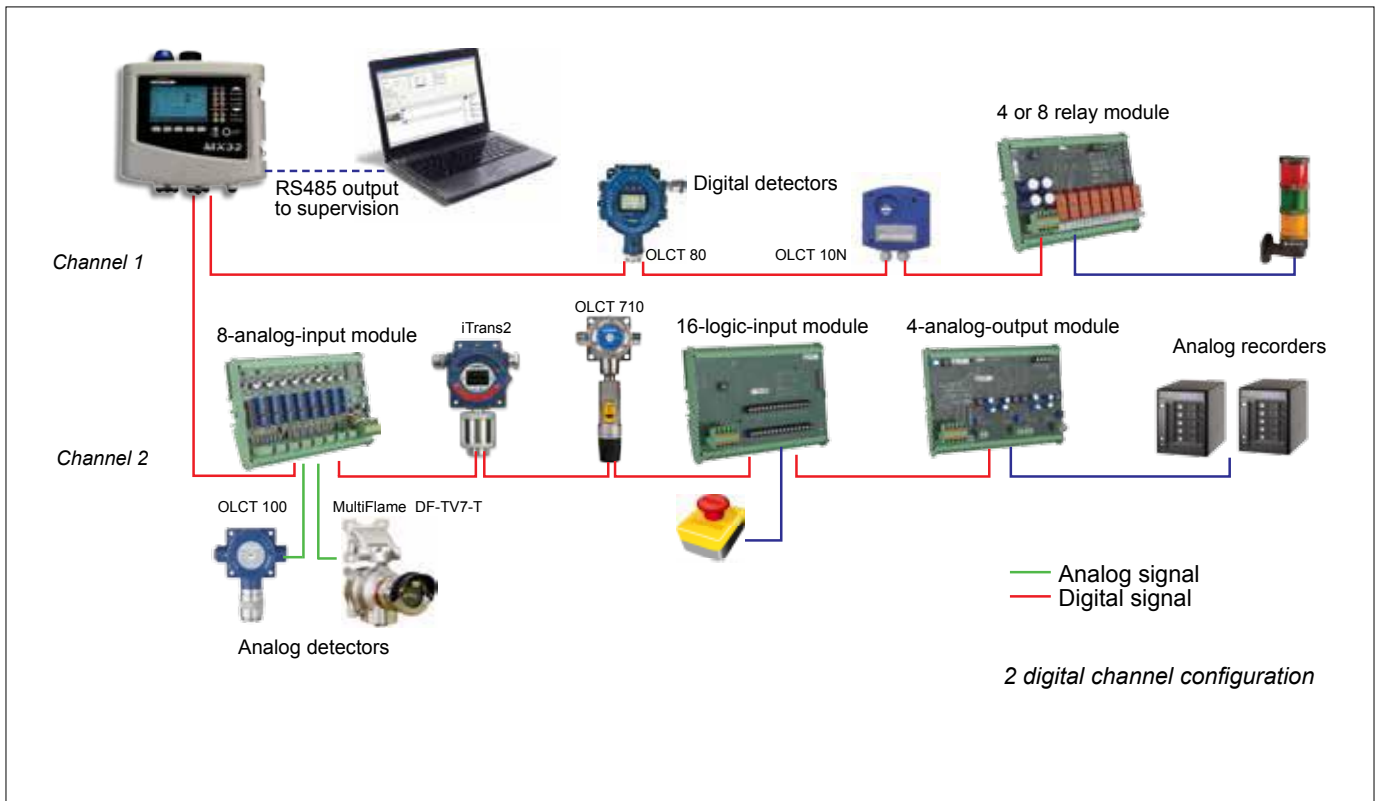 MX32
RS485 output
to supervision
Digital detectors
4 or 8 relay module
Channel 1
OLCT 80
OLCT 10N
8-analog-input module
iTrans2
OLCT 710
16-logic-input module
4-analog-output module
Analog recorders
Channel 2
OLCT 100
MultiFlame DF-TV7-T
Analog detectors
Analog signal
Digital signal
2 digital channel configuration